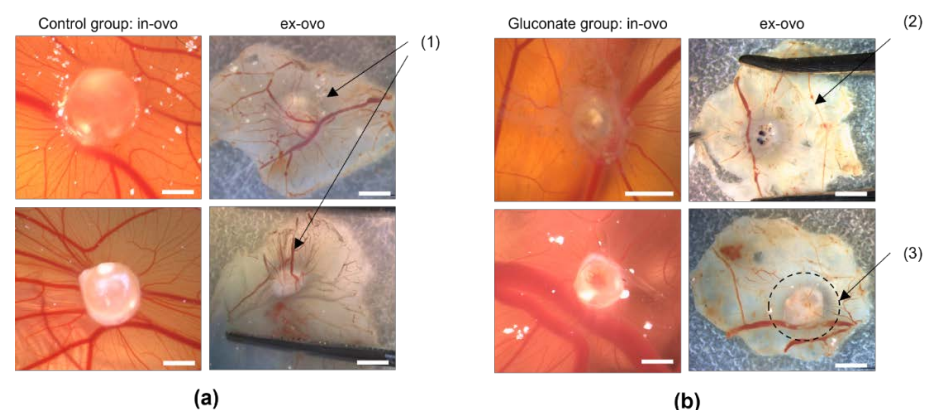 Control group: in-ovo
ex-ovo
(1)
Gluconate group: in-ovo
ex-ovo
(2)
(3)
(a)
(b)